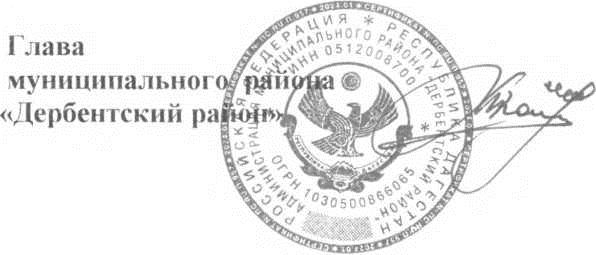 Глава
муниципального района
«Дербентский район»
РОССИЙСКАЯ ФЕДЕРАЦИЯ * РЕСПУБЛИКА ДАГЕСТАН
АДМИНИСТРАЦИЯ МУНИЦИПАЛЬНОГО РАЙОНА "ДЕРБЕНТСКИЙ РАЙОН"
ИНН 0512008700 * ОГРН 1030500866065